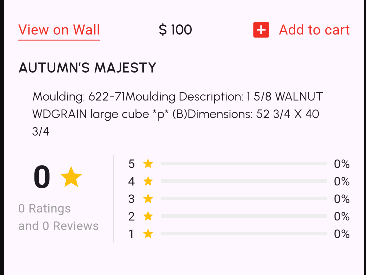 View on Wall $ 100 Add to cart
AUTUMN'S MAJESTY
Moulding: 622-71Moulding Description: 1 5/8 WALNUT
WDGRAIN large cube *p* (B)Dimensions: 52 3/4 X 40
3/4
0
0 Ratings
and 0 Reviews
5 0%
4 0%
3 0%
2 0%
1 0%